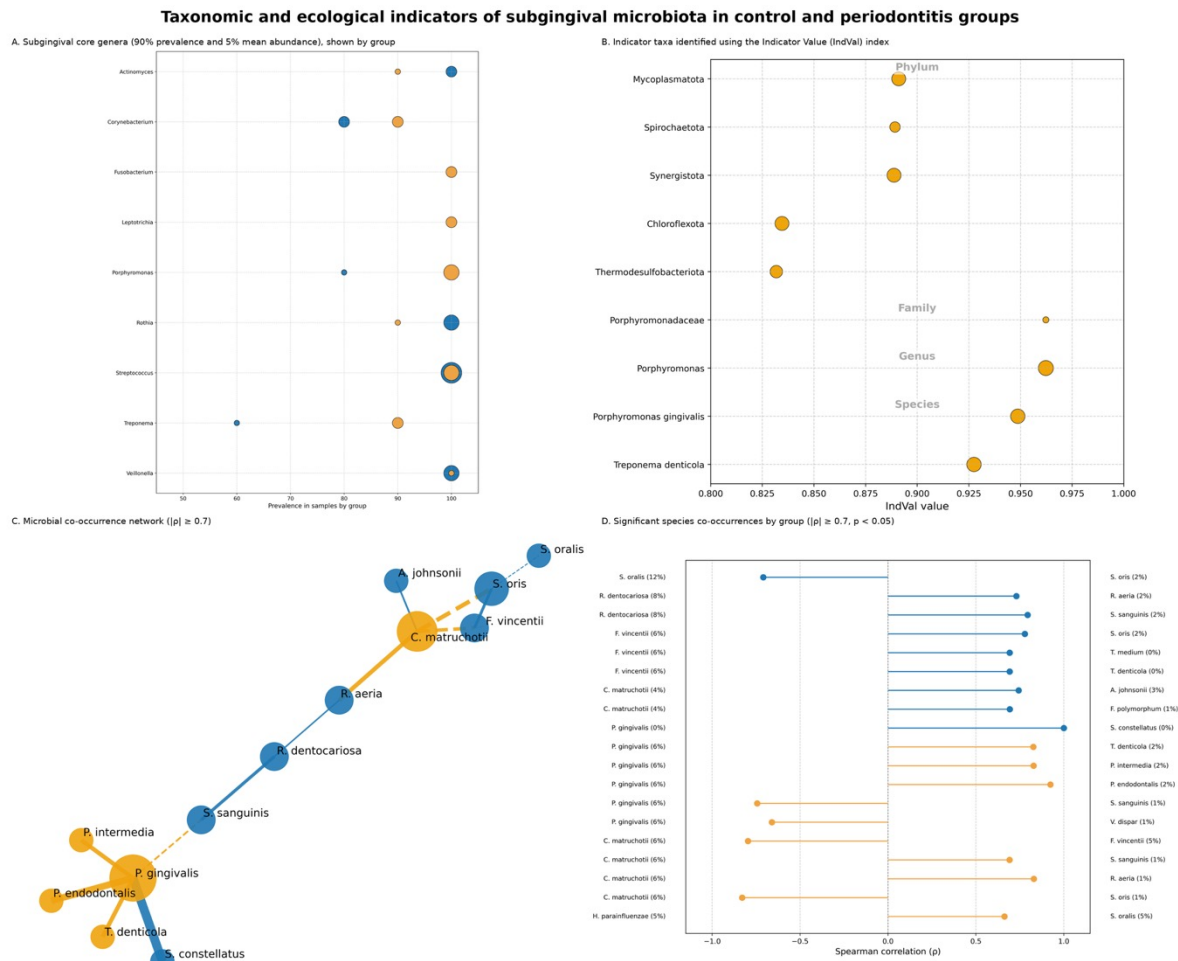 Taxonomic and ecological indicators of subgingival microbiota in control and periodontitis groups
A. Subgingival core genera (90% prevalence and 5% mean abundance), shown by group
Actinomyces
Corynebacterium
Fusobacterium
Leptotrichia
Porphyromonas
Rothia
Streptococcus
Treponema
Veillonella
50 60 70 80 90 100
Prevalence in samples by group
B. Indicator taxa identified using the Indicator Value (IndVal) index
Phylum
Mycoplasmatota
Spirochaetota
Synergistota
Chloroflexota
Thermodesulfobacteriota
Family
Porphyromonadaceae
Genus
Porphyromonas
Species
Porphyromonas gingivalis
Treponema denticola
0.800 0.825 0.850 0.875 0.900 0.925 0.950 0.975 1.000
IndVal value
C. Microbial co-occurrence network (|ρ| ≥ 0.7)
S. oralis
A. johnsonii
S. oris
F. vincentii
C. matruchotii
R. aeria
R. dentocariosa
S. sanguinis
P. intermedia
P. gingivalis
P. endodontalis
T. denticola
S. constellatus
D. Significant species co-occurrences by group (|ρ| ≥ 0.7, p < 0.05)
S. oralis (12%) S. oris (2%)
R. dentocariosa (8%) R. aeria (2%)
R. dentocariosa (8%) S. sanguinis (2%)
F. vincentii (6%) S. oris (2%)
F. vincentii (6%) T. medium (0%)
F. vincentii (6%) T. denticola (0%)
C. matruchotii (4%) A. johnsonii (3%)
C. matruchotii (4%) F. polymorphum (1%)
P. gingivalis (0%) S. constellatus (0%)
P. gingivalis (6%) T. denticola (2%)
P. gingivalis (6%) P. intermedia (2%)
P. gingivalis (6%) P. endodontalis (2%)
P. gingivalis (6%) S. sanguinis (1%)
P. gingivalis (6%) V. dispar (1%)
C. matruchotii (6%) F. vincentii (5%)
C. matruchotii (6%) S. sanguinis (1%)
C. matruchotii (6%) R. aeria (1%)
C. matruchotii (6%) S. oris (1%)
H. parainfluenzae (5%) S. oralis (5%)
−1.0 −0.5 0.0 0.5 1.0
Spearman correlation (ρ)